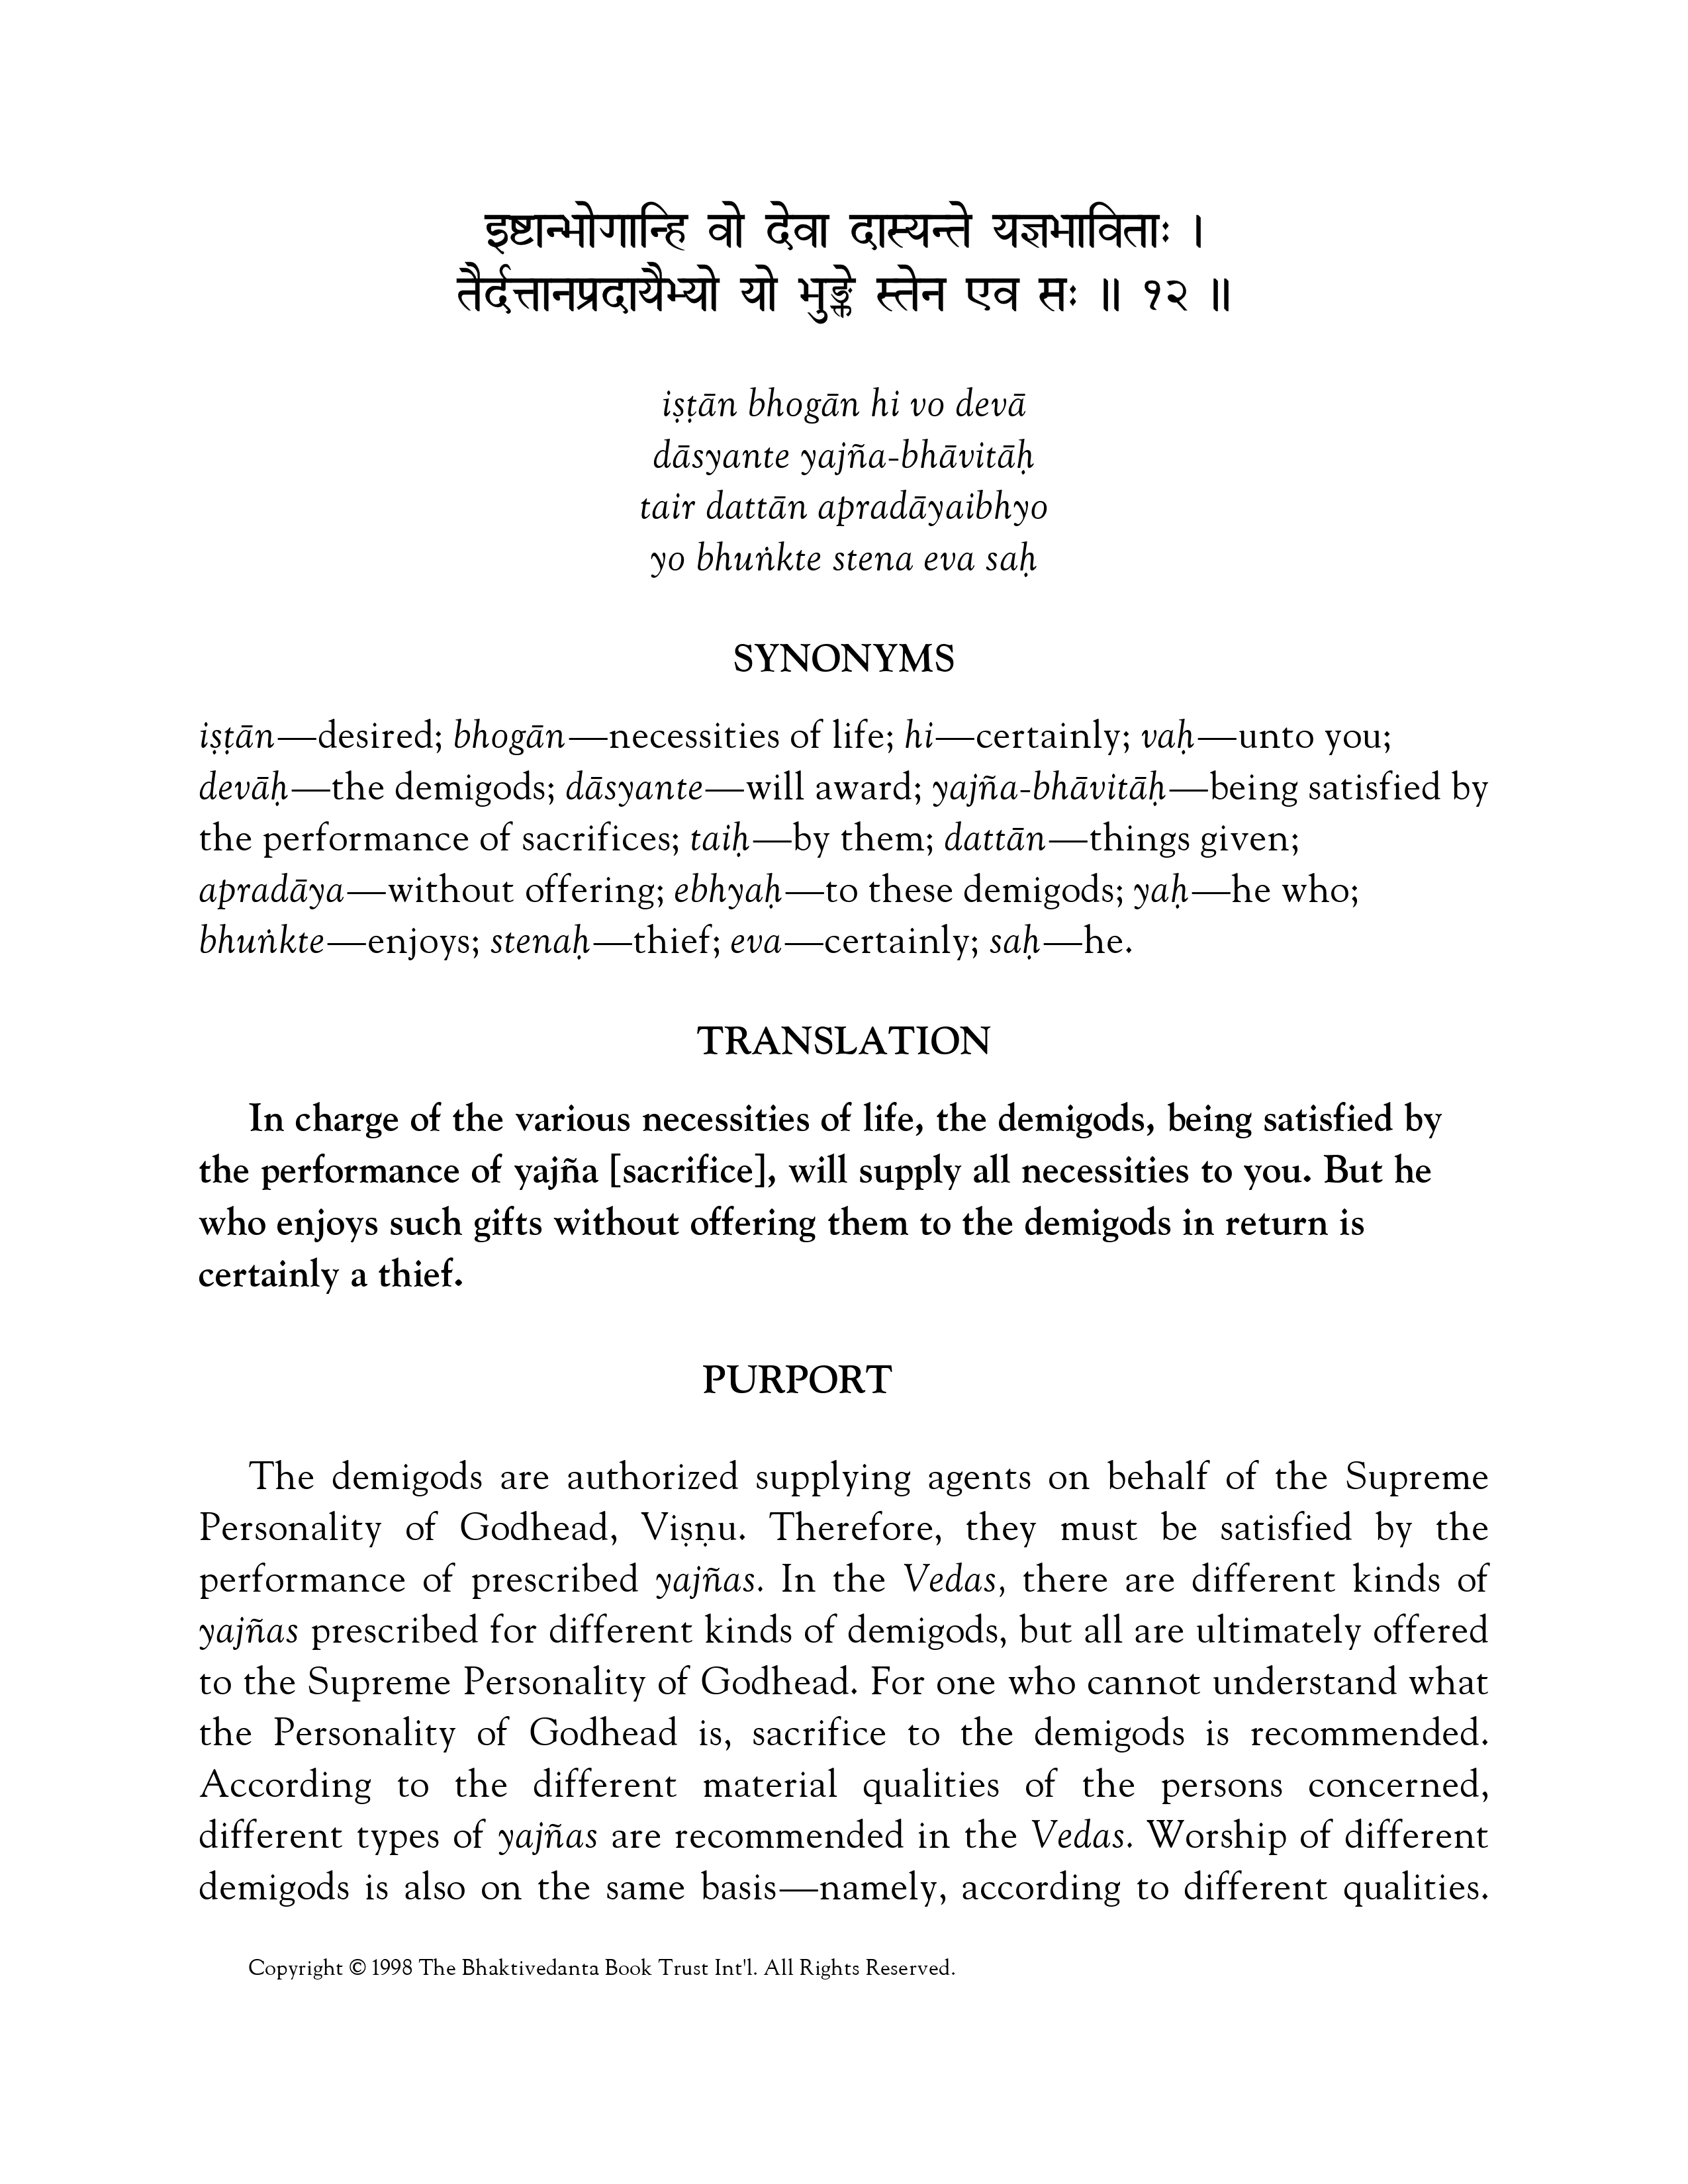 इष्टान्भोगान्हि वो देवा दास्यन्ते यज्ञभाविताः ।
तैर्दत्तानप्रदायैभ्यो यो भुङ्क्ते स्तेन एव सः ॥ १२ ॥
iṣṭān bhogān hi vo devā
dāsyante yajña-bhāvitāḥ
tair dattān apradāyaibhyo
yo bhuṅkte stena eva saḥ
SYNONYMS
iṣṭān—desired; bhogān—necessities of life; hi—certainly; vaḥ—unto you;
devāḥ—the demigods; dāsyante—will award; yajña-bhāvitāḥ—being satisfied by
the performance of sacrifices; taiḥ—by them; dattān—things given;
apradāya—without offering; ebhyaḥ—to these demigods; yaḥ—he who;
bhuṅkte—enjoys; stenaḥ—thief; eva—certainly; saḥ—he.
TRANSLATION
In charge of the various necessities of life, the demigods, being satisfied by
the performance of yajña [sacrifice], will supply all necessities to you. But he
who enjoys such gifts without offering them to the demigods in return is
certainly a thief.
PURPORT
The demigods are authorized supplying agents on behalf of the Supreme
Personality of Godhead, Viṣṇu. Therefore, they must be satisfied by the
performance of prescribed yajñas. In the Vedas, there are different kinds of
yajñas prescribed for different kinds of demigods, but all are ultimately offered
to the Supreme Personality of Godhead. For one who cannot understand what
the Personality of Godhead is, sacrifice to the demigods is recommended.
According to the different material qualities of the persons concerned,
different types of yajñas are recommended in the Vedas. Worship of different
demigods is also on the same basis—namely, according to different qualities.
Copyright © 1998 The Bhaktivedanta Book Trust Int'l. All Rights Reserved.